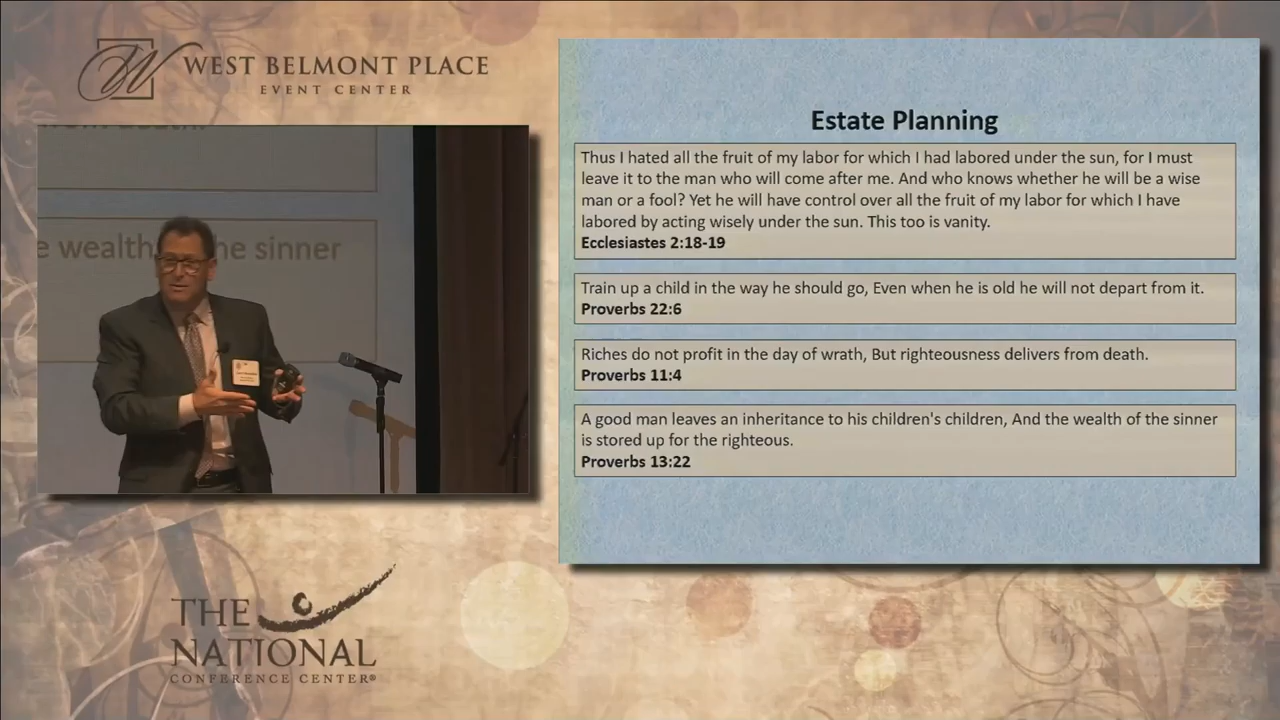 WEST BELMONT PLACE
EVENT CENTER
e wealth
he sinner
Estate Planning
Thus I hated all the fruit of my labor for which I had labored under the sun, for I must
leave it to the man who will come after me. And who knows whether he will be a wise
man or a fool? Yet he will have control over all the fruit of my labor for which I have
labored by acting wisely under the sun. This too is vanity.
Ecclesiastes 2:18-19
Train up a child in the way he should go, Even when he is old he will not depart from it.
Proverbs 22:6
Riches do not profit in the day of wrath, But righteousness delivers from death.
Proverbs 11:4
A good man leaves an inheritance to his children's children, And the wealth of the sinner
is stored up for the righteous.
Proverbs 13:22
THE
NATIONAL
CONFERENCE CENTER®